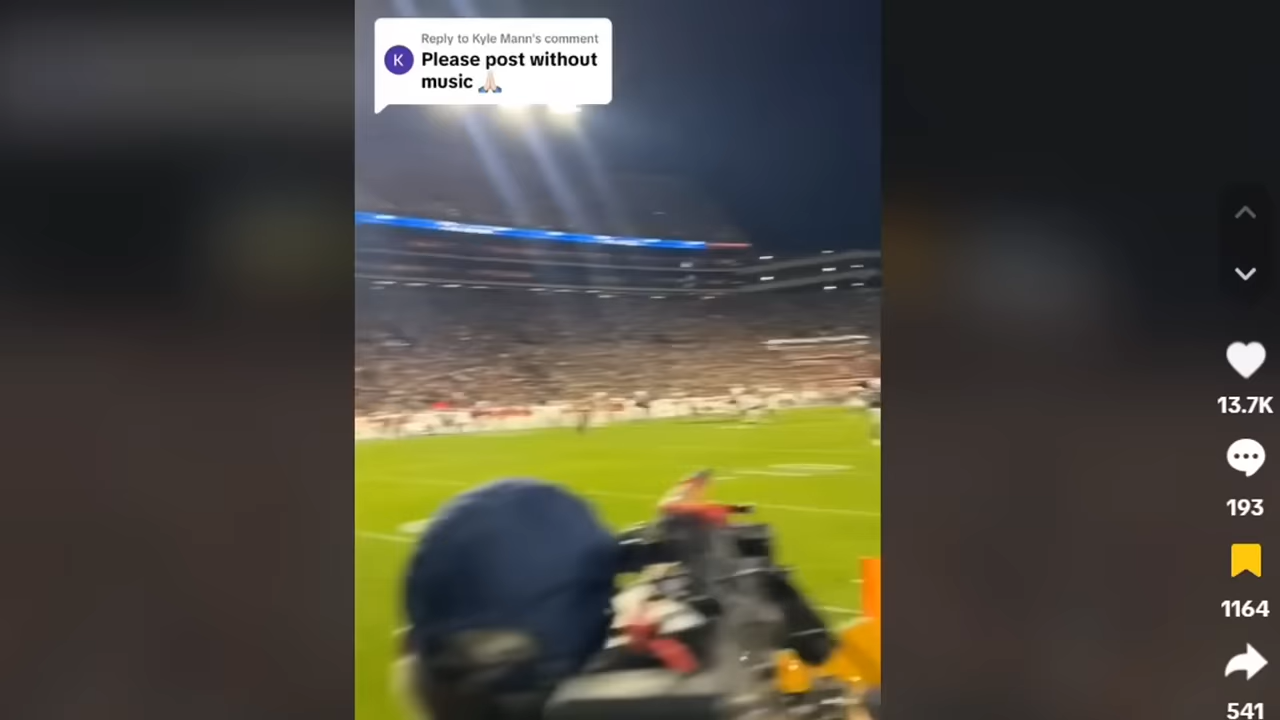 Reply to Kyle Mann's comment
K
Please post without
music 🙏🏻
13.7K
193
1164
541